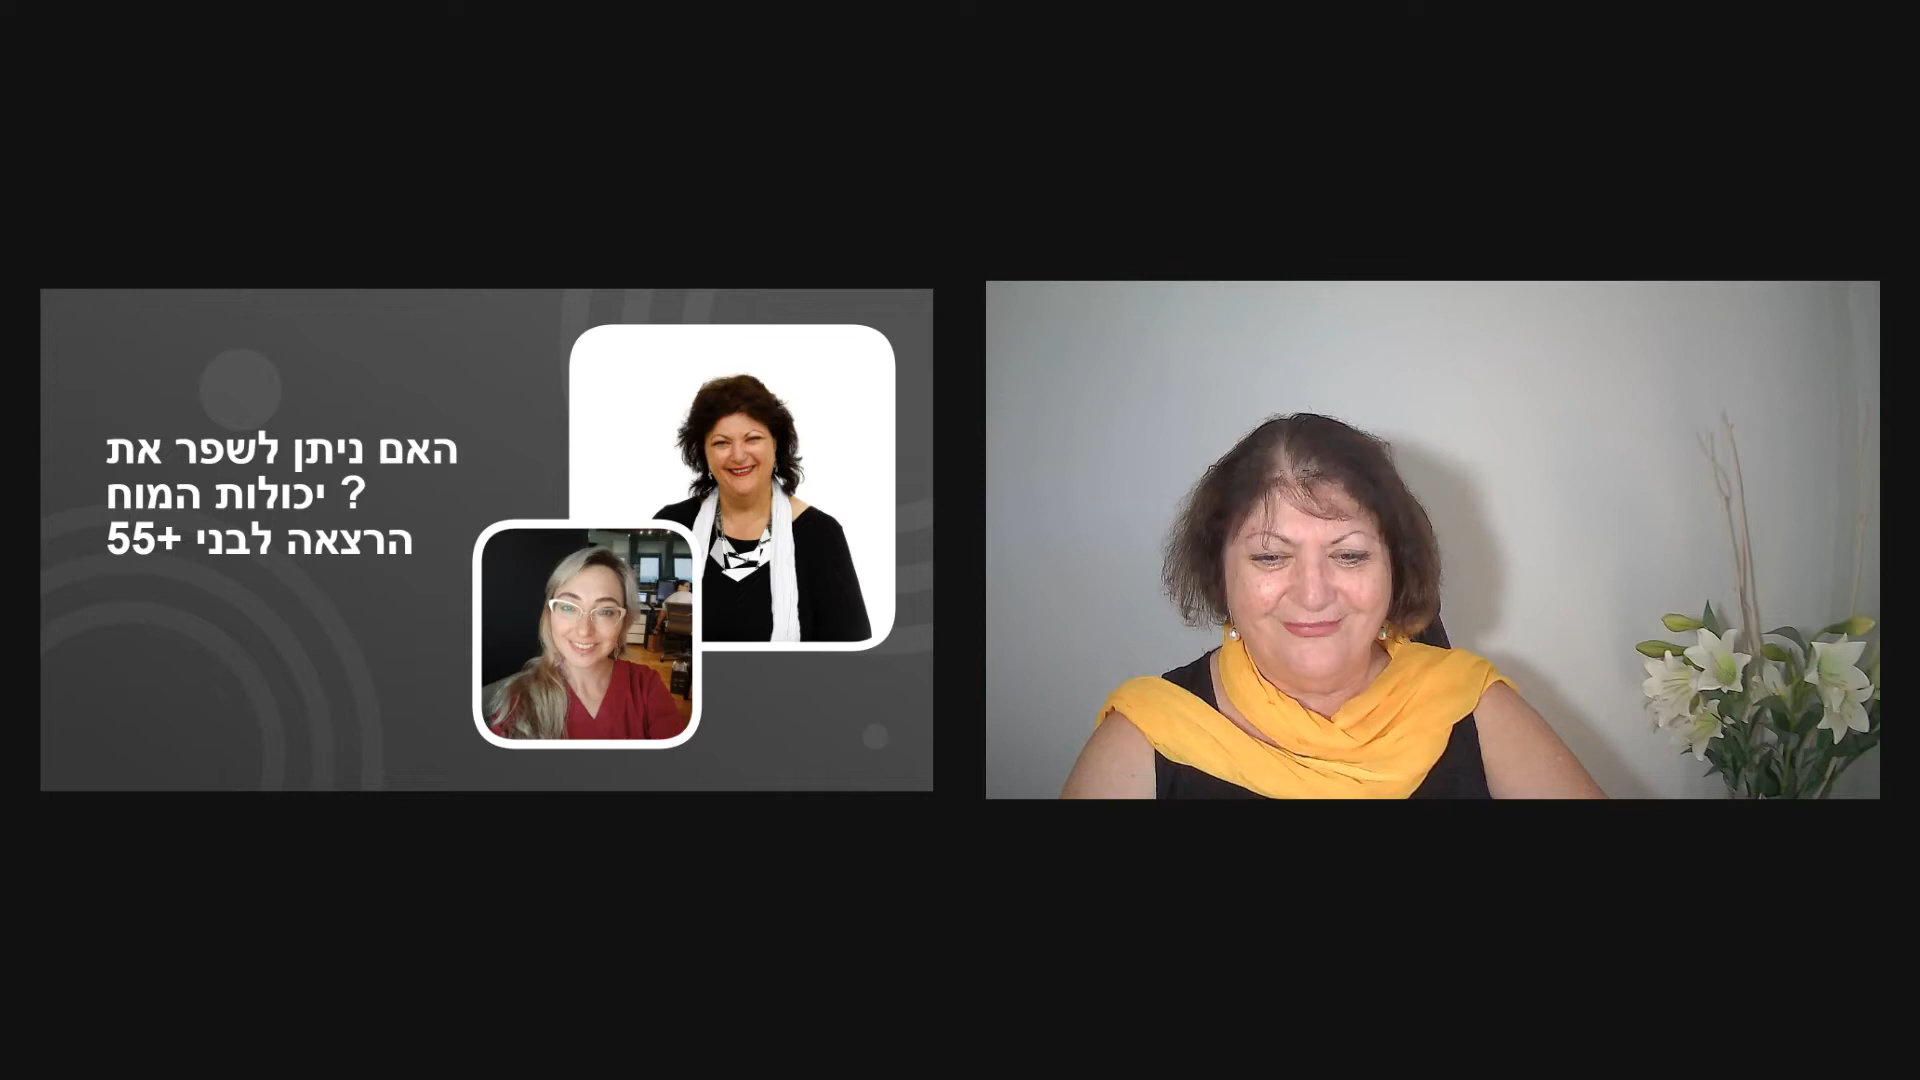 האם ניתן לשפר את
יכולות המוח ?
הרצאה לבני 55+